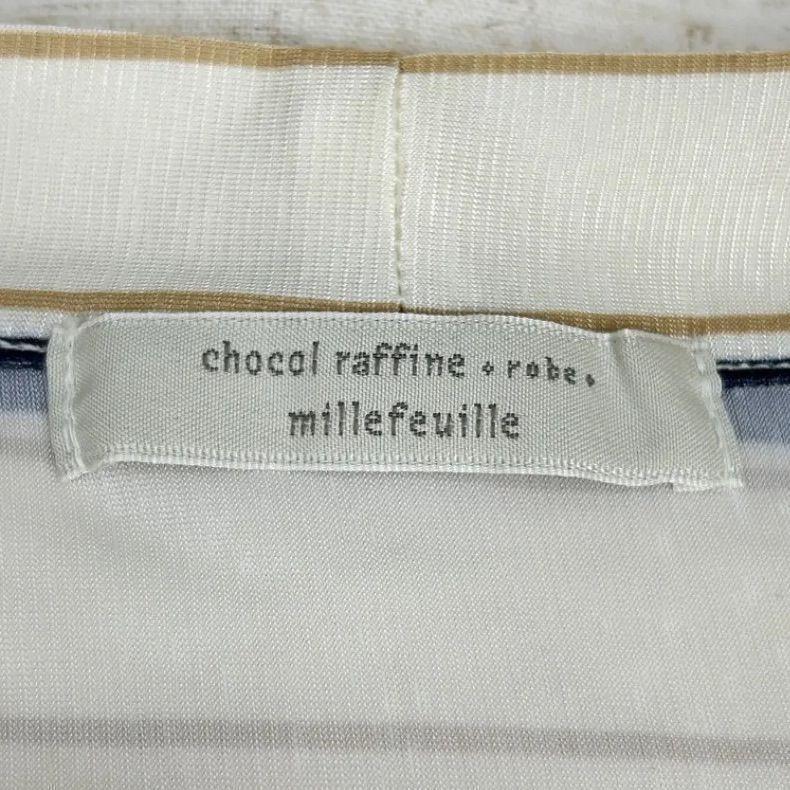 chocol raffine • robe.
millefeuille